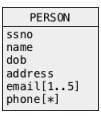 PERSON
ssno
name
dob
address
email[1..5]
phone[*]